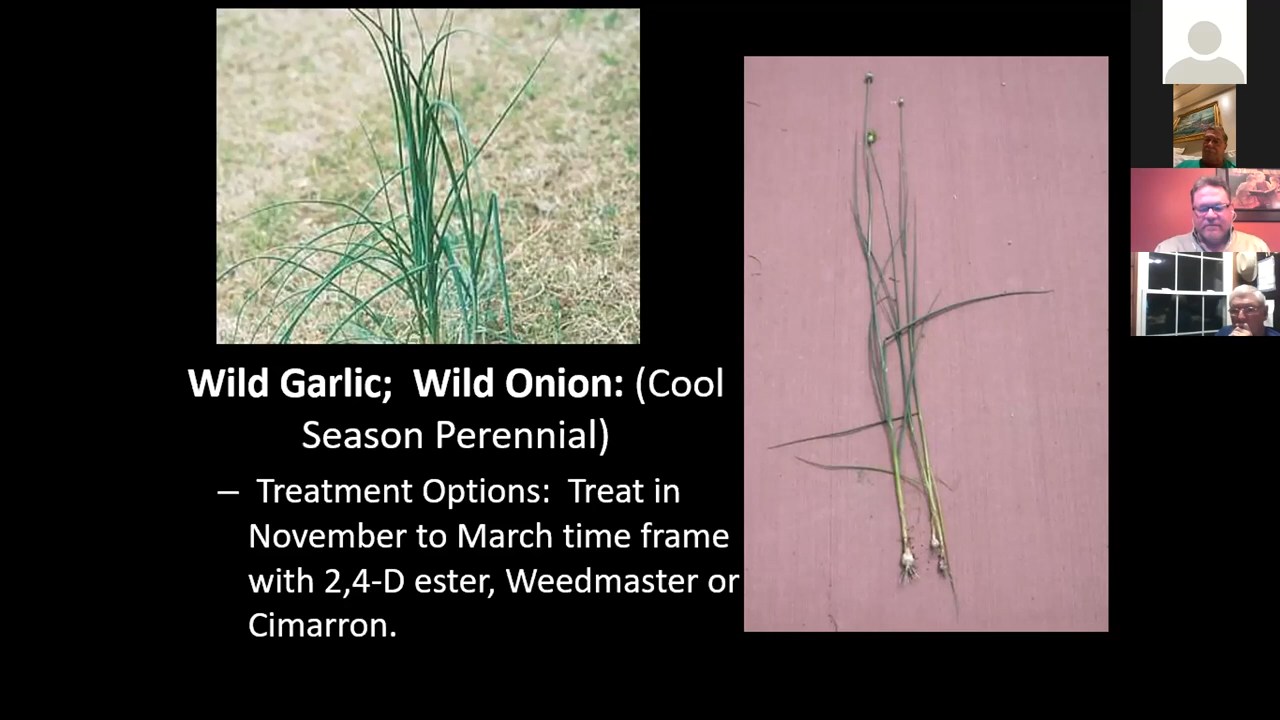 Wild Garlic;  Wild Onion: (Cool
Season Perennial)
–  Treatment Options:  Treat in
November to March time frame
with 2,4-D ester, Weedmaster or
Cimarron.